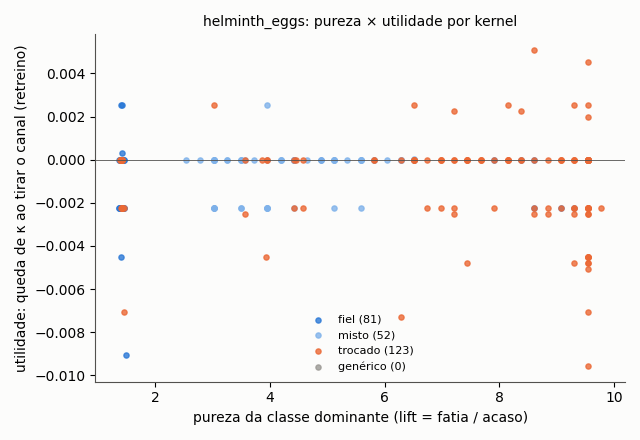 helminth_eggs: pureza × utilidade por kernel
utilidade: queda de κ ao tirar o canal (retreino)
0.004
0.002
0.000
−0.002
−0.004
−0.006
−0.008
−0.010
fiel (81)
misto (52)
trocado (123)
genérico (0)
2
4
6
8
10
pureza da classe dominante (lift = fatia / acaso)